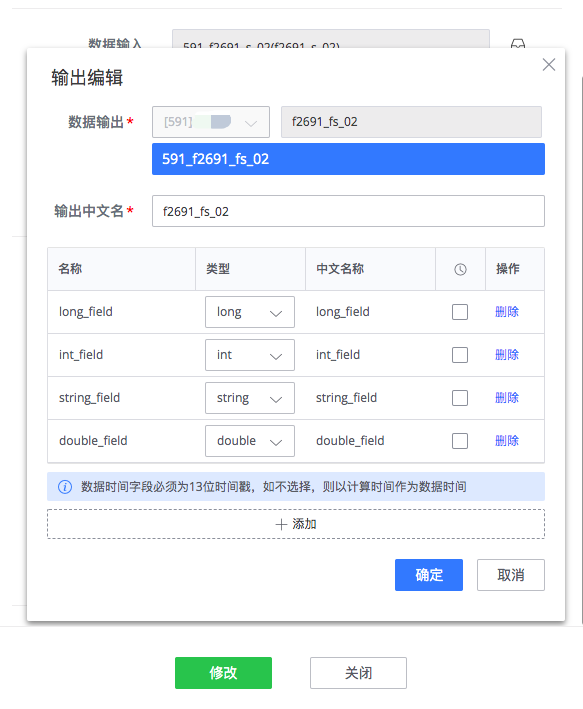 数据输入
591_f2691_s_02(f2691_s_02)
输出编辑
数据输出* [591] f2691_fs_02
591_f2691_fs_02
输出中文名* f2691_fs_02
名称 类型 中文名称 操作
long_field long long_field 删除
int_field int int_field 删除
string_field string string_field 删除
double_field double double_field 删除
数据时间字段必须为13位时间戳，如不选择，则以计算时间作为数据时间
添加
确定 取消
修改 关闭